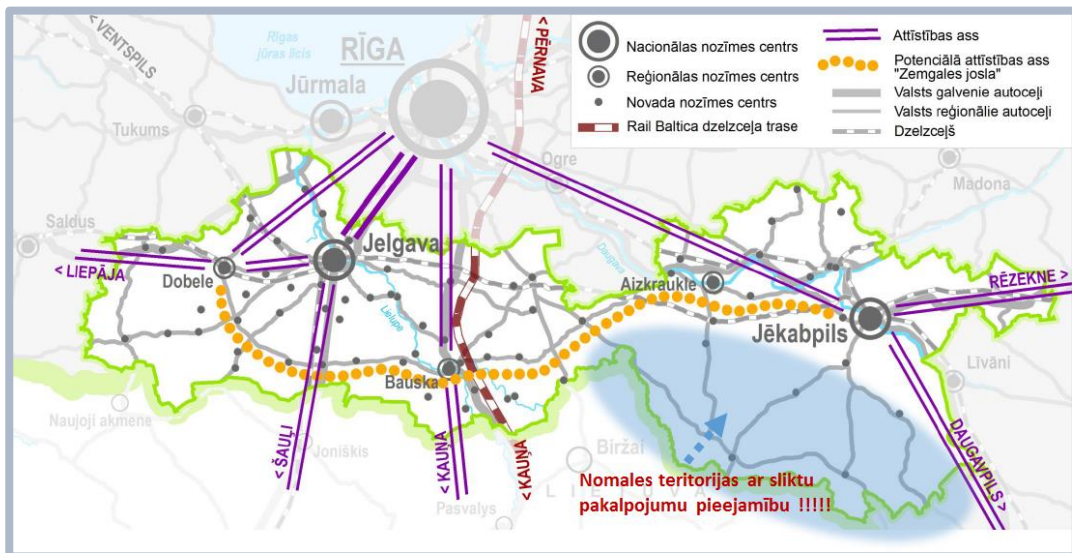 < VENTSPILS
Rīgas
jūras līcis
RĪGA
Jūrmala
Tukums
< PĒRNAVA
Nacionālas nozīmes centrs
Reģionālas nozīmes centrs
Novada nozīmes centrs
Rail Baltica dzelzceļa trase
Attīstības ass
Potenciālā attīstības ass
"Zemgales josla"
Valsts galvenie autoceļi
Valsts reģionālie autoceļi
Dzelzceļš
Ogre
Madona
Saldus
Jelgava
< LIEPĀJA
Dobele
Daugava
Aizkraukle
RĒZEKNE >
Lielupe
Jēkabpils
Līvāni
Bauska
Naujoji akmene
< ŠAUĻI
Joniškis
< KAUŅA
< KAUŅA
Biržai
DAUGAVPILS >
Nomales teritorijas ar sliktu
pakalpojumu pieejamību !!!!!
LIETUVA
Pasvalys